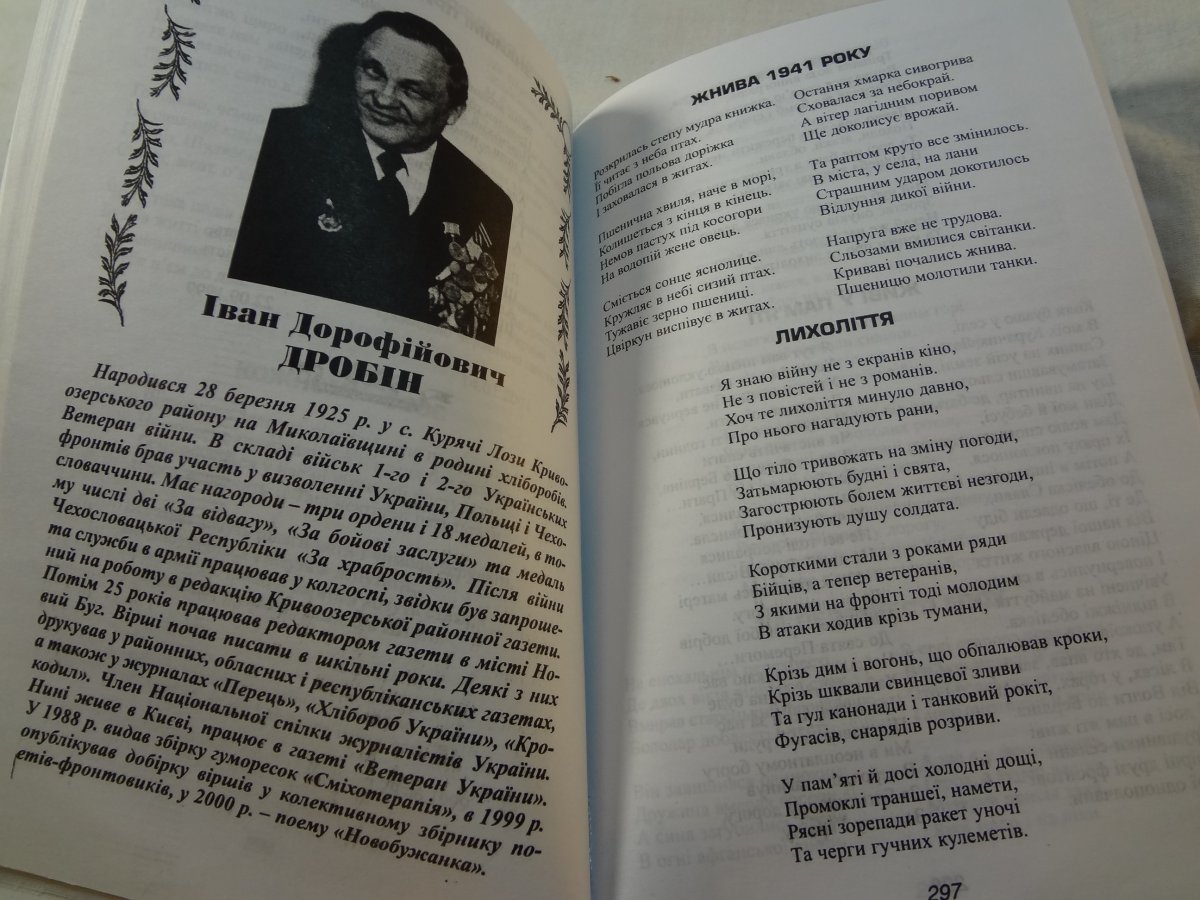 Іван Дорофійович
ДРОБІН
Народився 28 березня 1925 р. у с. Курячі Лози Криво-
озерського району на Миколаївщині в родині хліборобів.
Ветеран війни. В складі військ 1-го і 2-го Українських
фронтів брав участь у визволенні України, Польщі і Чехо-
словаччини. Має нагороди – три ордени і 18 медалей, в то-
му числі дві «За відвагу», «За бойові заслуги» та медаль
Чехословацької Республіки «За храбрость». Після війни
та служби в армії працював у колгоспі, звідки був запроше-
ний на роботу в редакцію Кривоозерської районної газети.
Потім 25 років працював редактором газети в місті Но-
вий Буг. Вірші почав писати в шкільні роки. Деякі з них
друкував у районних, обласних і республіканських газетах,
а також у журналах «Перець», «Хлібороб України», «Кро-
кодил». Член Національної спілки журналістів України.
Нині живе в Києві, працює в газеті «Ветеран України».
У 1988 р. видав збірку гуморесок «Сміхотерапія», в 1999 р.
опублікував добірку віршів у колективному збірнику по-
етів-фронтовиків, у 2000 р. – поему «Новобужанка».
ЖНИВА 1941 РОКУ
Розкрилась степу мудра книжка.
Її читає з неба птах.
Побігла польова доріжка
І заховалася в житах.
Пшенична хвиля, наче в морі,
Колишеться з кінця в кінець.
Немов пастух під косогори
На водопій жене овець.
Сміється сонце яснолице.
Кружляє в небі сизий птах.
Тужавіє зерно пшениці.
Цвіркун виспівує в житах.
Остання хмарка сивогрива
Сховалася за небокрай.
А вітер лагідним поривом
Ще доколисує врожай.
Та раптом круто все змінилось.
В міста, у села, на лани
Страшним ударом докотилось
Відлуння дикої війни.
Напруга вже не трудова.
Сльозами вмилися світанки.
Криваві почались жнива.
Пшеницю молотили танки.
ЛИХОЛІТТЯ
Я знаю війну не з екранів кіно,
Не з повістей і не з романів.
Хоч те лихоліття минуло давно,
Про нього нагадують рани,
Що тіло тривожать на зміну погоди,
Затьмарюють будні і свята,
Загострюють болем життєві незгоди,
Пронизують душу солдата.
Короткими стали з роками ряди
Бійців, а тепер ветеранів,
З якими на фронті тоді молодим
В атаки ходив крізь тумани,
Крізь дим і вогонь, що обпалював кроки,
Крізь шквали свинцевої зливи
Та гул канонади і танковий рокіт,
Фугасів, снарядів розриви.
У пам’яті й досі холодні дощі,
Промоклі траншеї, намети,
Рясні зорепади ракет уночі
Та черги гучних кулеметів.
297